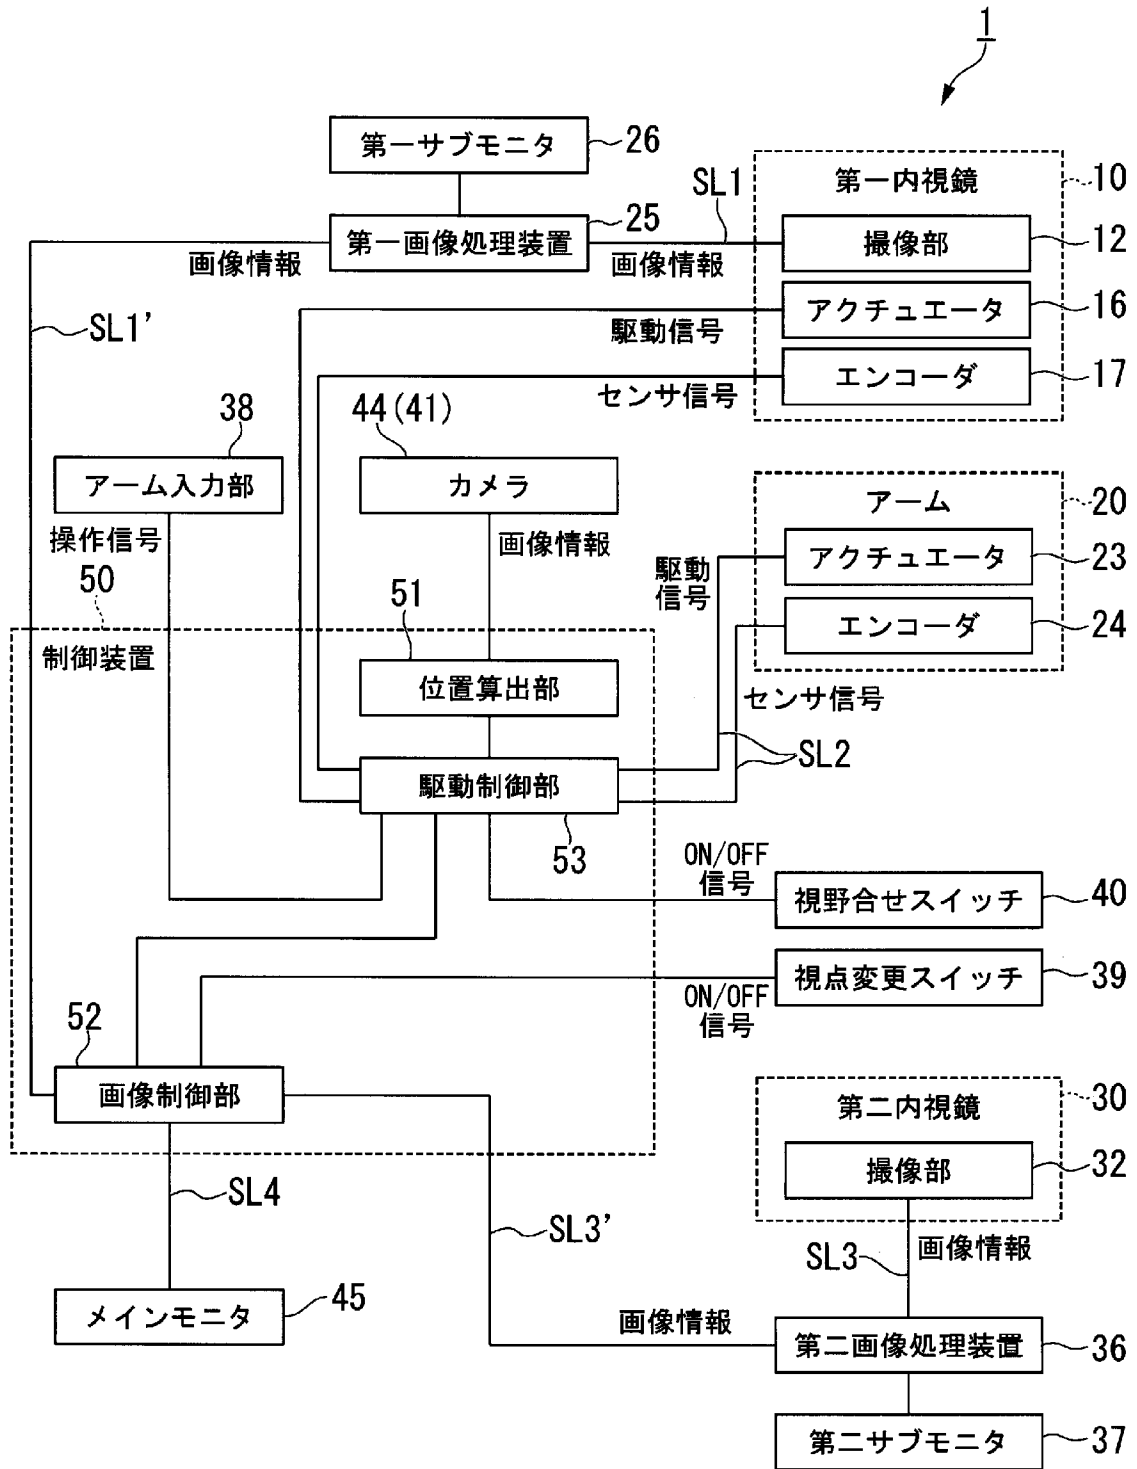 1
第一サブモニタ
26
第一内視鏡
10
SL1
25
第一画像処理装置
撮像部
12
画像情報
画像情報
アクチュエータ
16
SL1’
駆動信号
エンコーダ
17
センサ信号
38
44(41)
アーム入力部
カメラ
アーム
20
操作信号
画像情報
アクチュエータ
23
駆動
信号
50
51
エンコーダ
24
制御装置
位置算出部
センサ信号
SL2
駆動制御部
53
ON/OFF
信号
視野合せスイッチ
40
視点変更スイッチ
39
ON/OFF
信号
52
画像制御部
第二内視鏡
30
撮像部
32
SL4
SL3’
画像情報
SL3
メインモニタ
45
画像情報
第二画像処理装置
36
第二サブモニタ
37